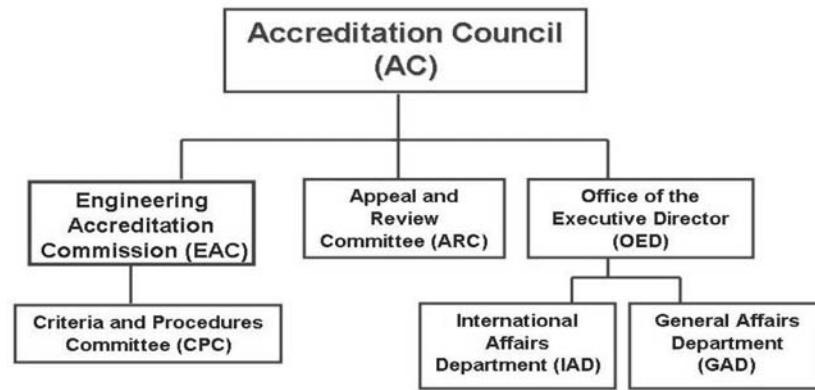 Accreditation Council
(AC)
Engineering
Accreditation
Commission (EAC)
Appeal and
Review
Committee (ARC)
Office of the
Executive Director
(OED)
Criteria and Procedures
Committee (CPC)
International
Affairs
Department (IAD)
General Affairs
Department
(GAD)